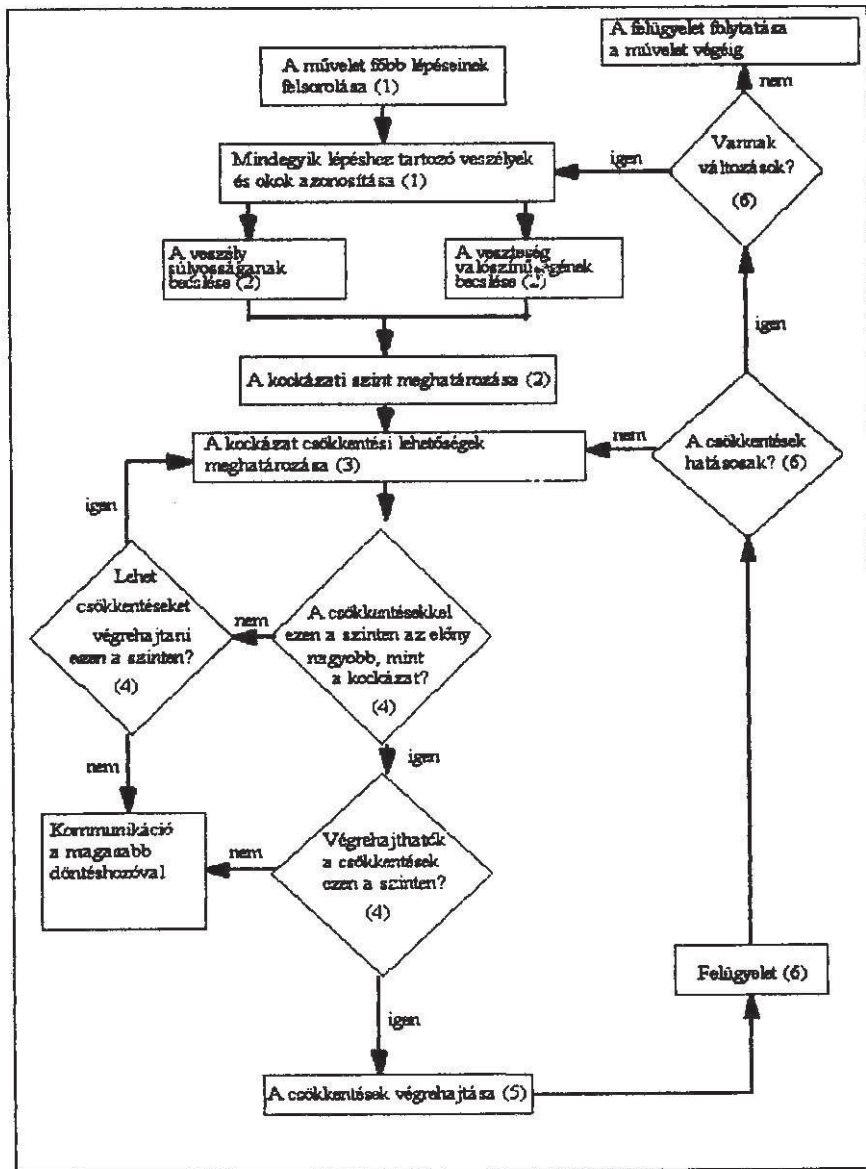 A felügyelet folytatása
a művelet végéig
A művelet főbb lépéseinek
felsorolása (1)
nem
Vannak
változások?
(6)
igen
Mindegyik lépéshez tartozó veszélyek
és okok azonosítása (1)
A veszély
súlyosságának
becslése (2)
A veszteség
valószínűségének
becslése (2)
igen
A kockázati szint meghatározása (2)
A kockázat csökkentési lehetőségek
meghatározása (3)
nem
A csökkentések
hatásosak? (6)
igen
Lehet
csökkentéseket
végrehajtani
ezen a szinten?
(4)
nem
A csökkentésekkel
ezen a szinten az előny
nagyobb, mint
a kockázat?
(4)
nem
igen
Kommunikáció
a magasabb
döntéshozóval
nem
Végrehajthatók
a csökkentések
ezen a szinten?
(4)
Felügyelet (6)
igen
A csökkentések végrehajtása (5)